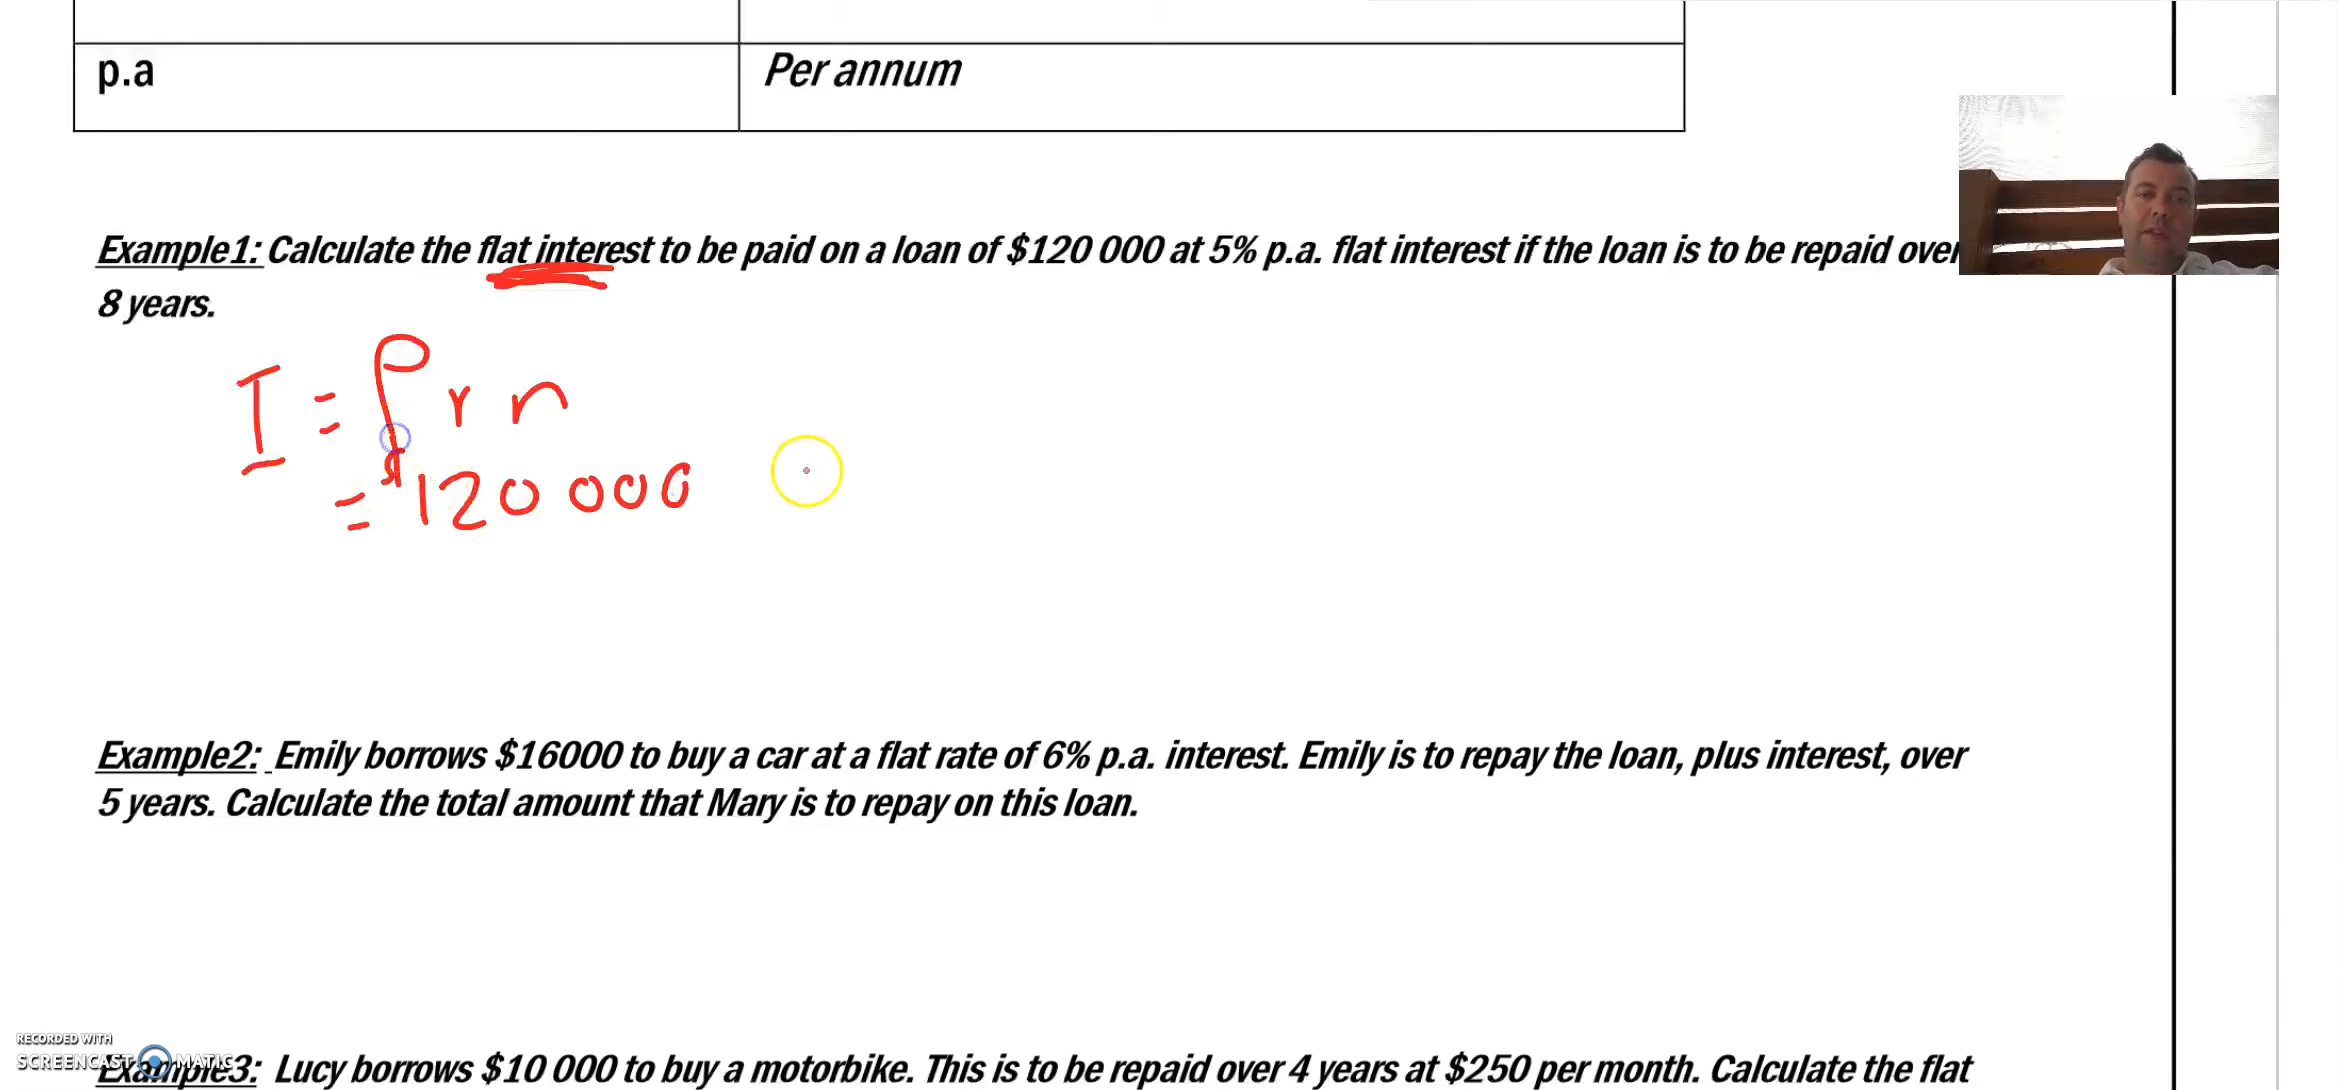 p.a
Per annum
Example1: Calculate the flat interest to be paid on a loan of $120 000 at 5% p.a. flat interest if the loan is to be repaid over
8 years.
I = P r n
= $120 000
Example2: Emily borrows $16000 to buy a car at a flat rate of 6% p.a. interest. Emily is to repay the loan, plus interest, over
5 years. Calculate the total amount that Mary is to repay on this loan.
RECORDED WITH
SCREENCAST MATIC
Example3: Lucy borrows $10 000 to buy a motorbike. This is to be repaid over 4 years at $250 per month. Calculate the flat